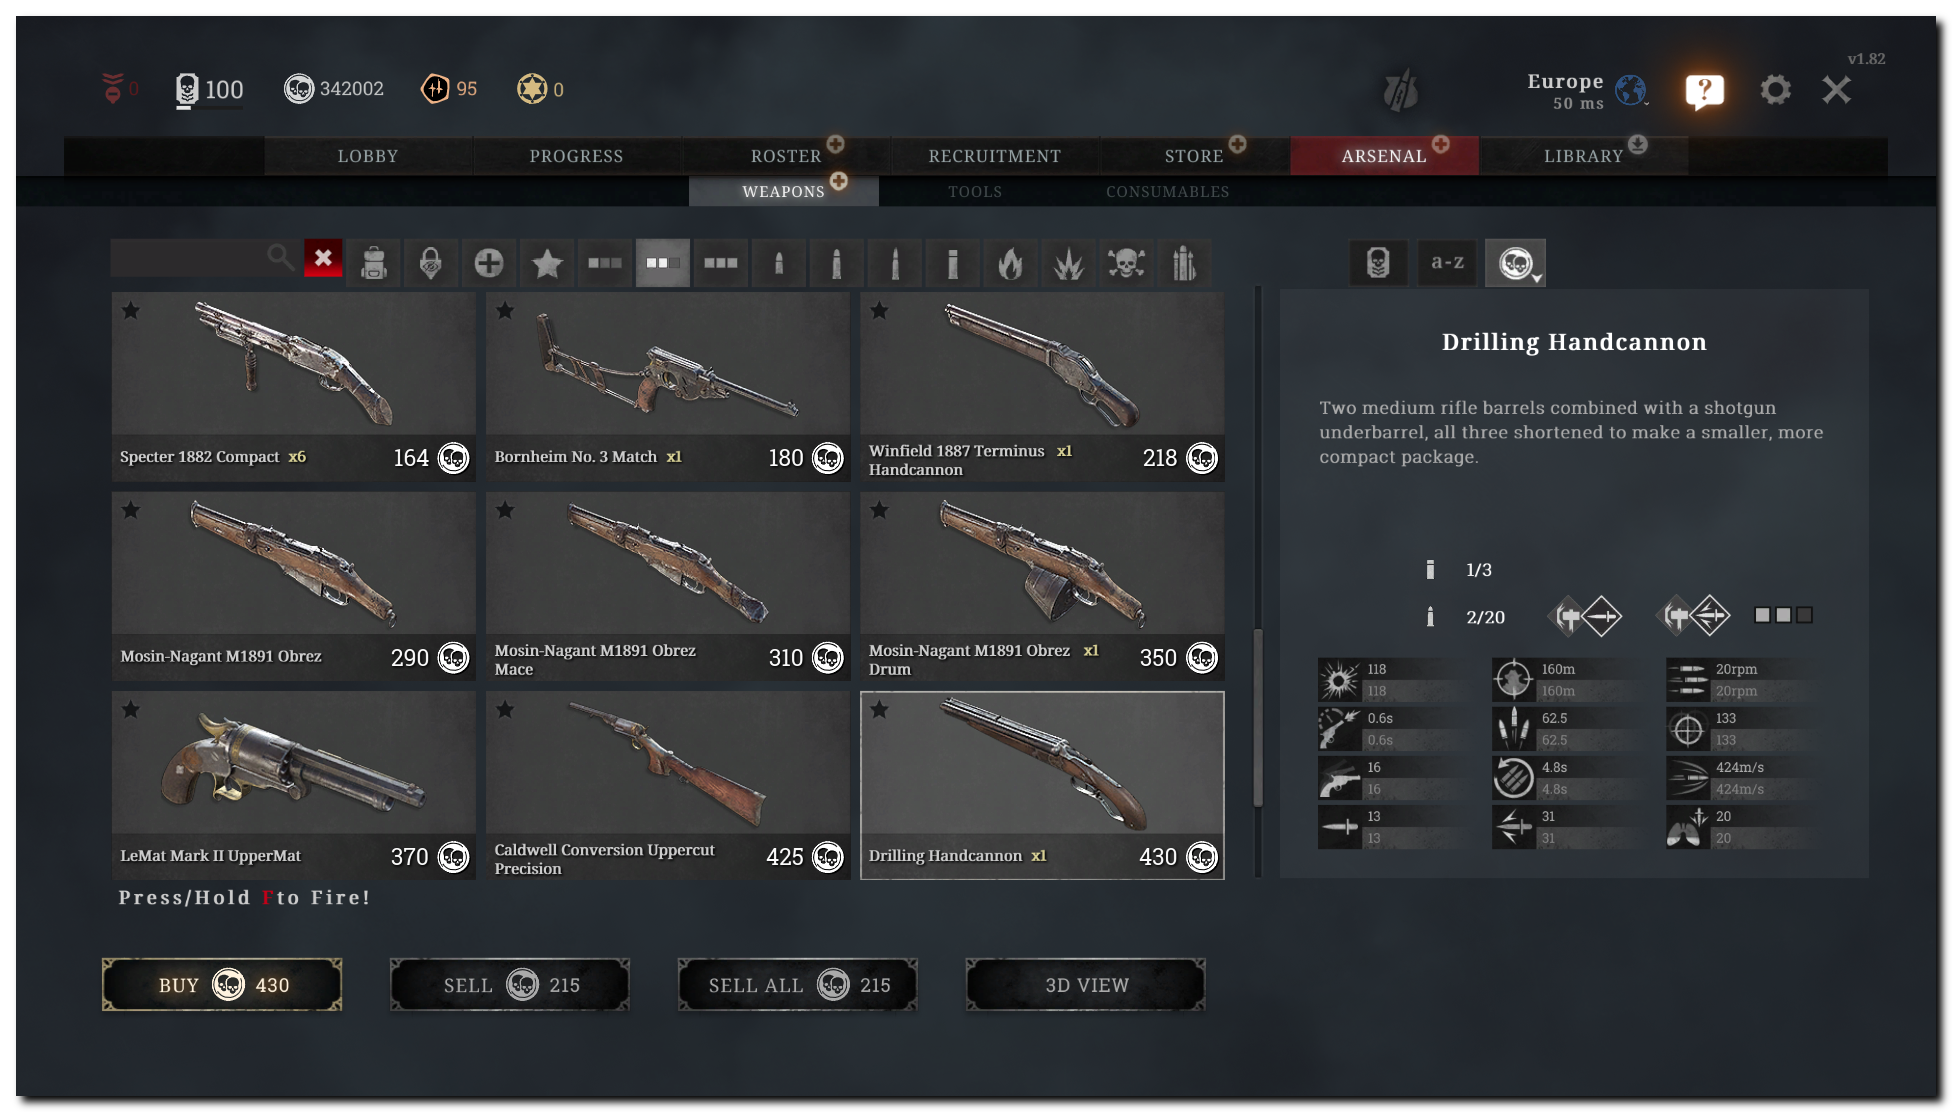 v1.82
0
100
342002
95
0
Europe
50 ms
?
LOBBY
PROGRESS
ROSTER
RECRUITMENT
STORE
ARSENAL
LIBRARY
WEAPONS
TOOLS
CONSUMABLES
a-z
Specter 1882 Compact x6
164
Bornheim No. 3 Match x1
180
Winfield 1887 Terminus x1
Handcannon
218
Mosin-Nagant M1891 Obrez
290
Mosin-Nagant M1891 Obrez
Mace
310
Mosin-Nagant M1891 Obrez x1
Drum
350
LeMat Mark II UpperMat
370
Caldwell Conversion Uppercut
Precision
425
Drilling Handcannon x1
430
Press/Hold F to Fire!
BUY 430
SELL 215
SELL ALL 215
3D VIEW
Drilling Handcannon
Two medium rifle barrels combined with a shotgun
underbarrel, all three shortened to make a smaller, more
compact package.
1/3
2/20
118
118
160m
160m
20rpm
20rpm
0.6s
0.6s
62.5
62.5
133
133
16
16
4.8s
4.8s
424m/s
424m/s
13
13
31
31
20
20